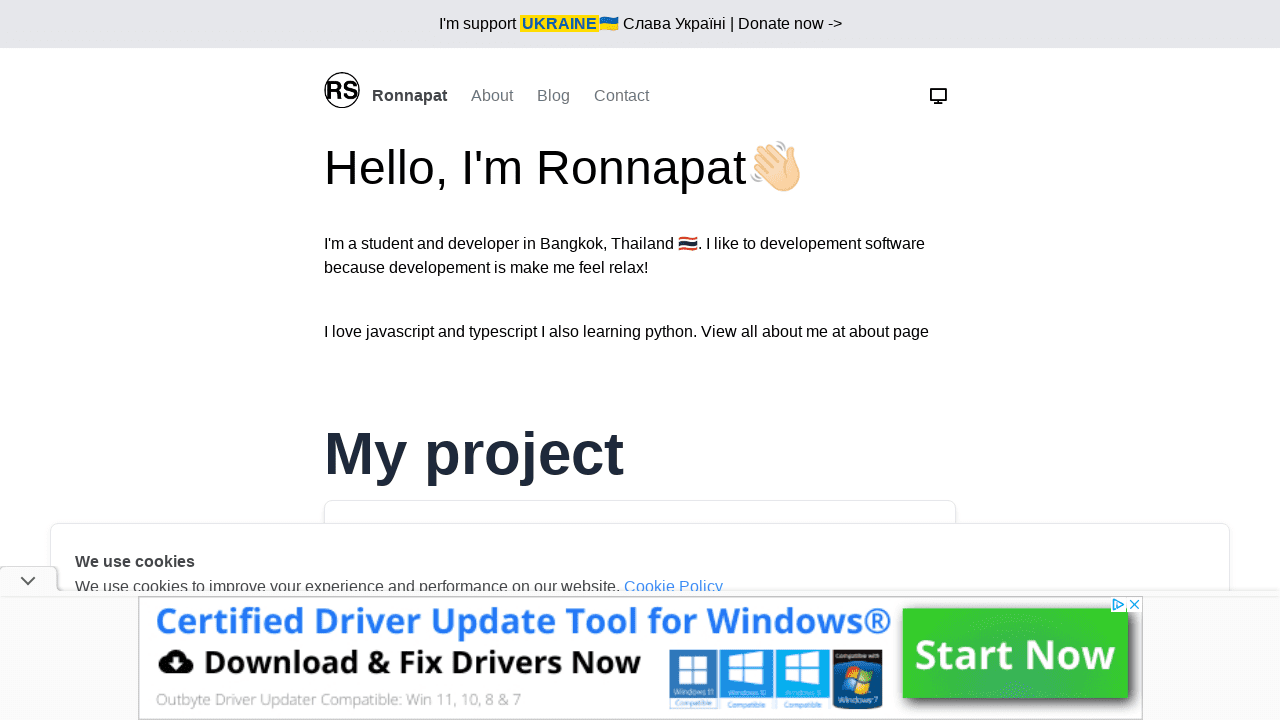 I'm support UKRAINE🇺🇦 Слава Україні | Donate now ->
RS Ronnapat About Blog Contact
Hello, I'm Ronnapat👋🏻
I'm a student and developer in Bangkok, Thailand 🇹🇭. I like to developement software
because developement is make me feel relax!
I love javascript and typescript I also learning python. View all about me at about page
My project
We use cookies
We use cookies to improve your experience and performance on our website. Cookie Policy
Certified Driver Update Tool for Windows®
Download & Fix Drivers Now
Outbyte Driver Updater Compatible: Win 11, 10, 8 & 7
Windows 11
Compatible
Windows 10
Compatible
Windows 8
Compatible
Compatible with
Windows 7
Start Now